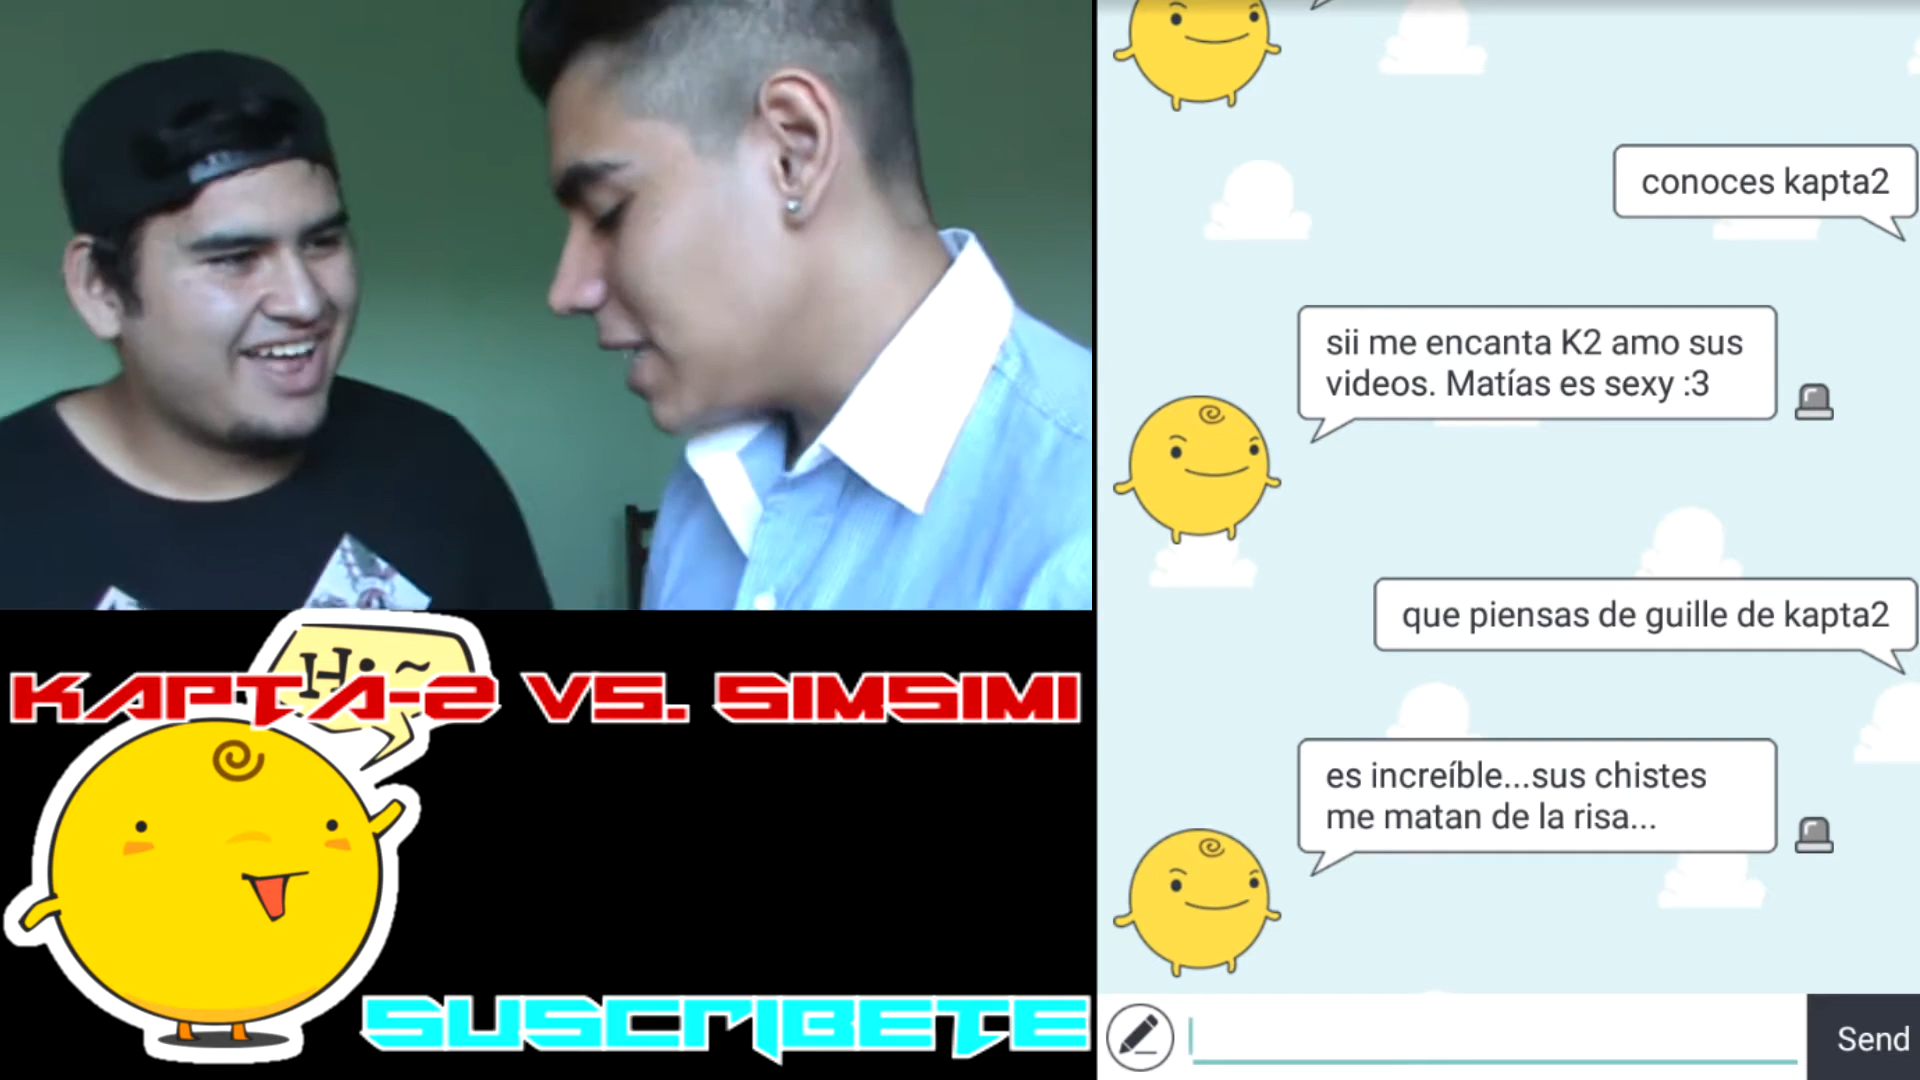 Hi~
KAPTA-2 VS. SIMSIMI
SUSCRIBETE
conoces kapta2
sii me encanta K2 amo sus
videos. Matías es sexy :3
que piensas de guille de kapta2
es increíble...sus chistes
me matan de la risa...
Send